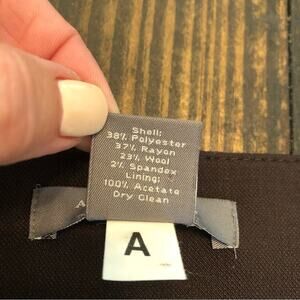 Shell:
38% Polyester
37% Rayon
23% Wool
2% Spandex
Lining:
100% Acetate
Dry Clean
A
A